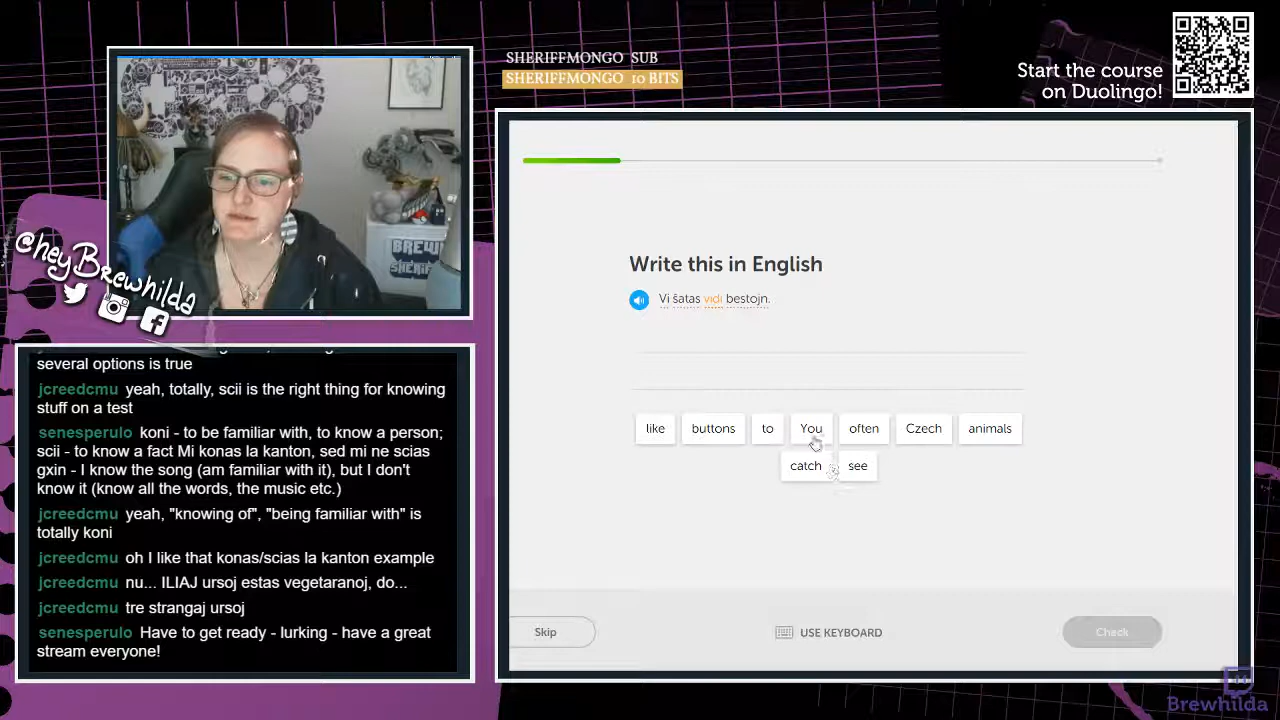 SHERIFFMONGO SUB
SHERIFFMONGO 10 BITS
Start the course
on Duolingo!
@heyBrewhilda
BREW
SHERIF
several options is true
jcreedcmu yeah, totally, scii is the right thing for knowing
stuff on a test
senesperulo koni - to be familiar with, to know a person;
scii - to know a fact Mi konas la kanton, sed mi ne scias
gxin - I know the song (am familiar with it), but I don't
know it (know all the words, the music etc.)
jcreedcmu yeah, "knowing of", "being familiar with" is
totally koni
jcreedcmu oh I like that konas/scias la kanton example
jcreedcmu nu... ILIAJ ursoj estas vegetaranoj, do...
jcreedcmu tre strangaj ursoj
senesperulo Have to get ready - lurking - have a great
stream everyone!
Write this in English
Vi ŝatas vidi bestojn.
like buttons to You often Czech animals
catch see
Skip USE KEYBOARD Check
Brewhilda